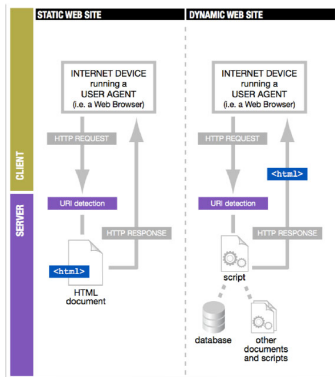 STATIC WEB SITE
DYNAMIC WEB SITE
CLIENT
SERVER
INTERNET DEVICE
running a
USER AGENT
(i.e. a Web Browser)
HTTP REQUEST
URI detection
HTTP RESPONSE
<html>
HTML
document
INTERNET DEVICE
running a
USER AGENT
(i.e. a Web Browser)
HTTP REQUEST
<html>
URI detection
HTTP RESPONSE
script
database
other
documents
and scripts